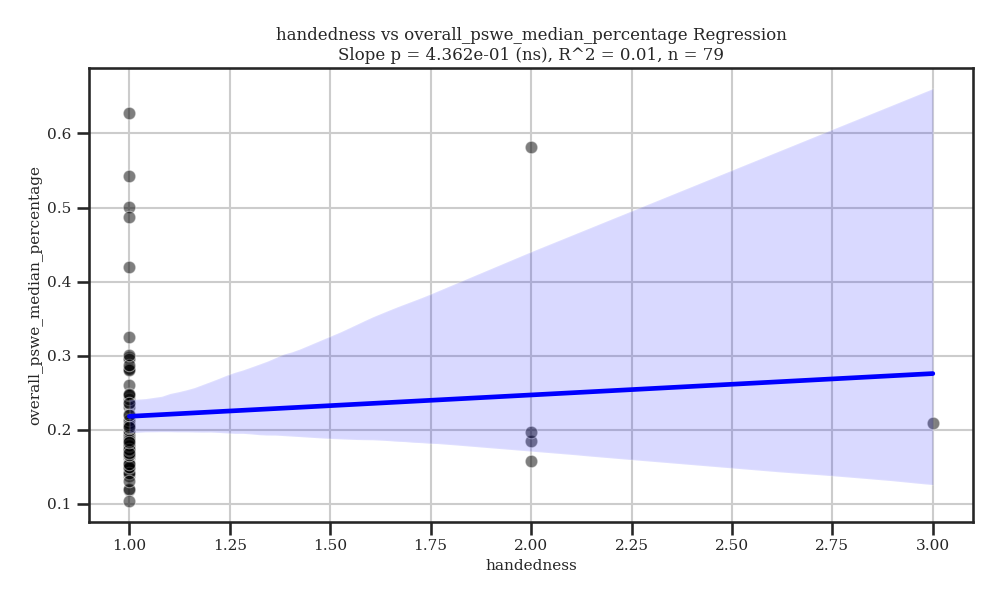 handedness vs overall_pswe_median_percentage Regression
Slope p = 4.362e-01 (ns), R^2 = 0.01, n = 79
overall_pswe_median_percentage
0.6
0.5
0.4
0.3
0.2
0.1
1.00 1.25 1.50 1.75 2.00 2.25 2.50 2.75 3.00
handedness